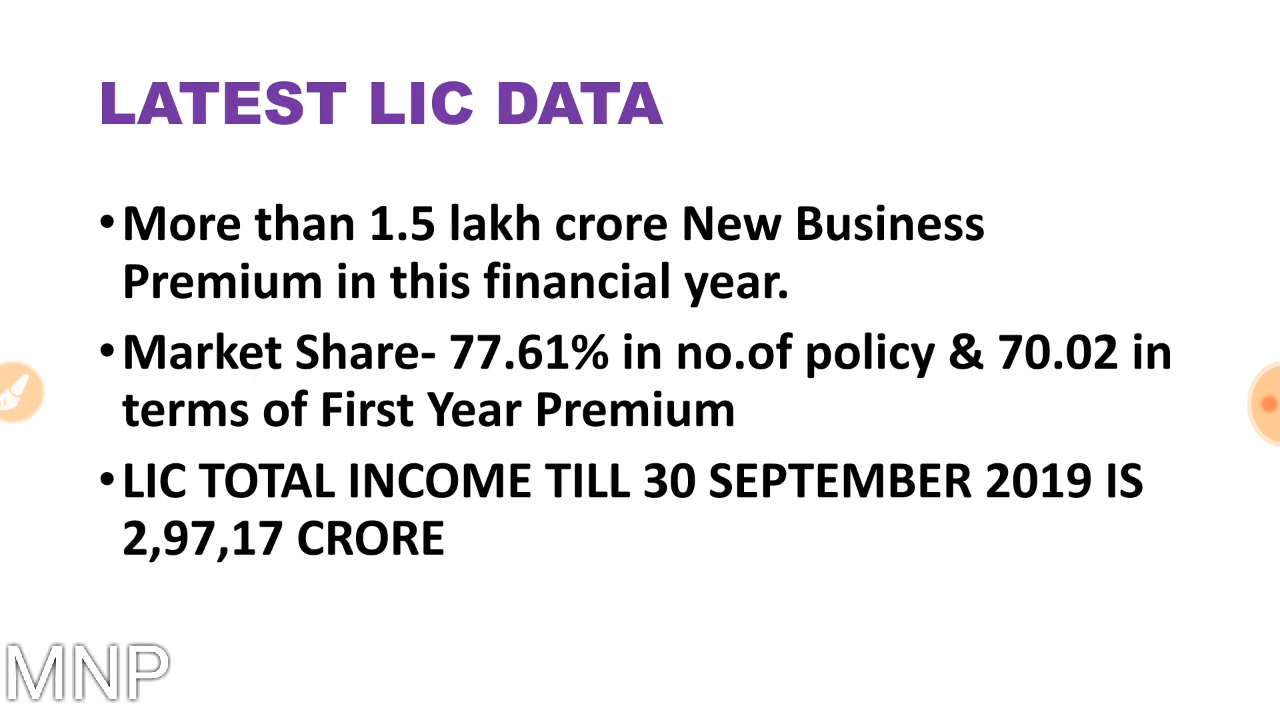 LATEST LIC DATA
•More than 1.5 lakh crore New Business
Premium in this financial year.
•Market Share- 77.61% in no.of policy & 70.02 in
terms of First Year Premium
•LIC TOTAL INCOME TILL 30 SEPTEMBER 2019 IS
2,97,17 CRORE
MNP